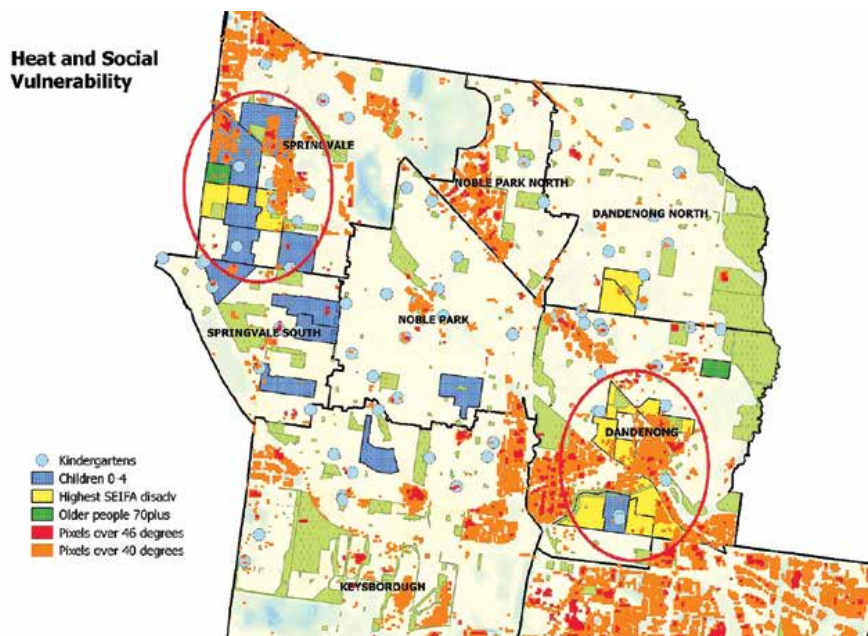 Heat and Social
Vulnerability
SPRINGVALE
NOBLE PARK NORTH
DANDENONG NORTH
SPRINGVALE SOUTH
NOBLE PARK
DANDENONG
KEYSBOROUGH
Kindergartens
Children 0-4
Highest SEIFA disadv
Older people 70plus
Pixels over 46 degrees
Pixels over 40 degrees